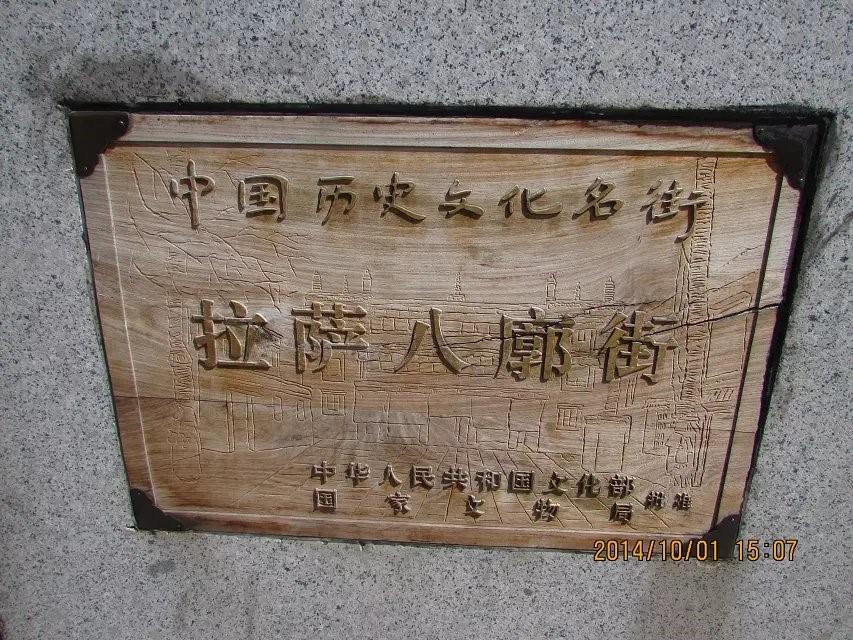 中国历史文化名街
拉萨八廓街
中华人民共和国文化部
国家文物局
批准
2014/10/01 15:07